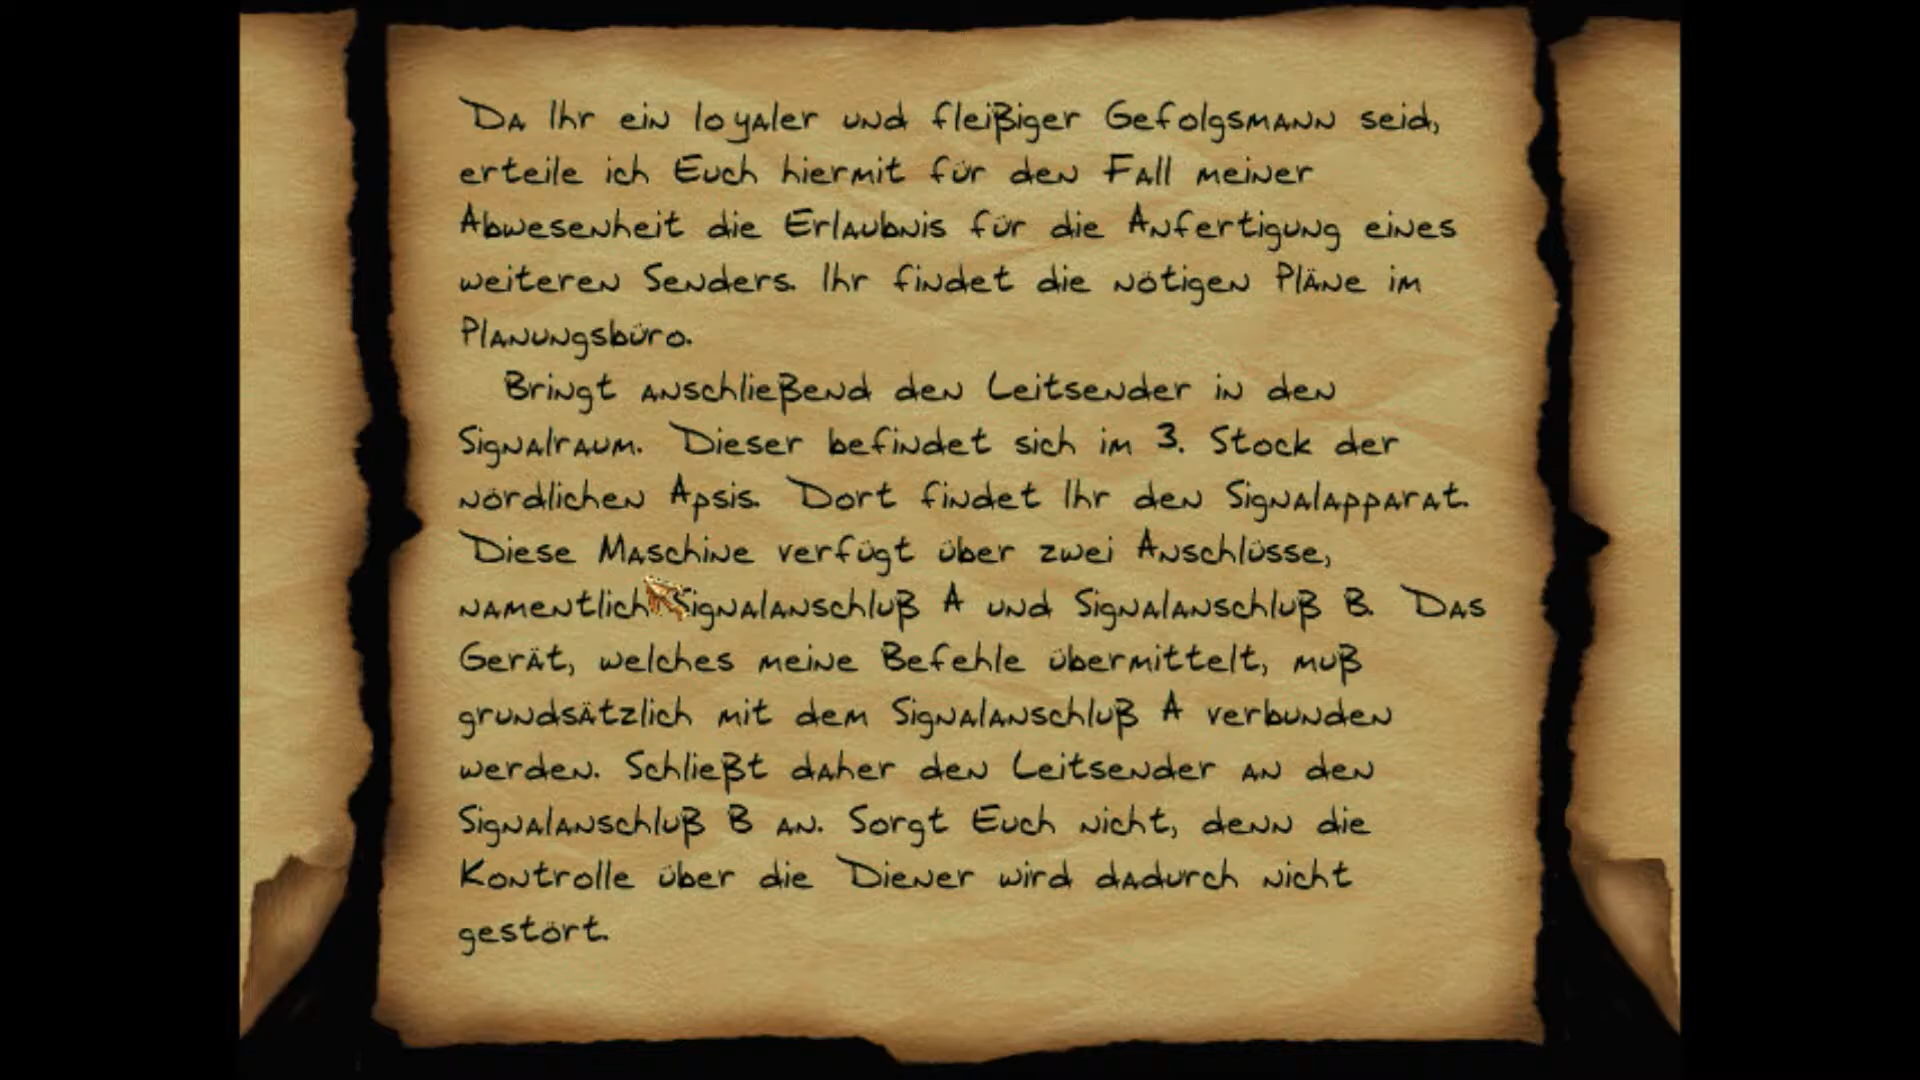 Da Ihr ein loyaler und fleißiger Gefolgsmann seid,
erteile ich Euch hiermit für den Fall meiner
Abwesenheit die Erlaubnis für die Anfertigung eines
weiteren Senders. Ihr findet die nötigen Pläne im
Planungsbüro.
Bringt anschließend den Leitsender in den
Signalraum. Dieser befindet sich im 3. Stock der
nördlichen Apsis. Dort findet Ihr den Signalapparat.
Diese Maschine verfügt über zwei Anschlüsse,
namentlich Signalanschluß A und Signalanschluß B. Das
Gerät, welches meine Befehle übermittelt, muß
grundsätzlich mit dem Signalanschluß A verbunden
werden. Schließt daher den Leitsender an den
Signalanschluß B an. Sorgt Euch nicht, denn die
Kontrolle über die Diener wird dadurch nicht
gestört.